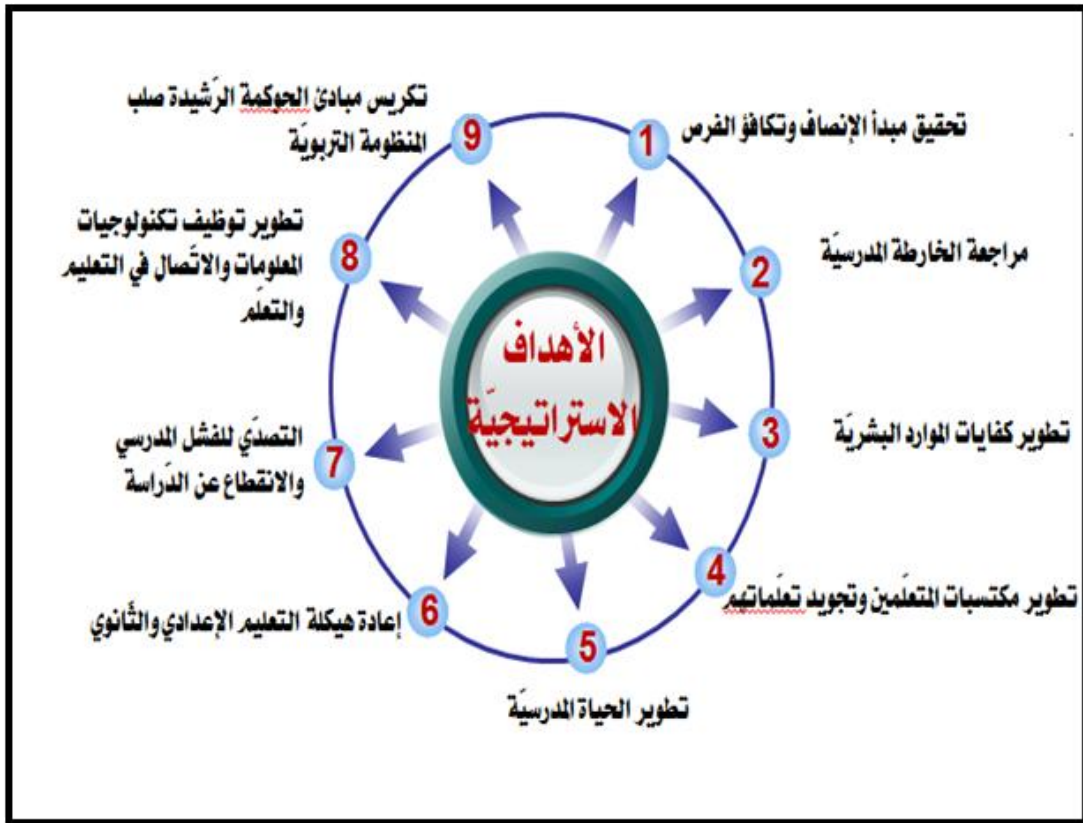 الأهداف
الاستراتيجيّة
1
تحقيق مبدأ الإنصاف وتكافؤ الفرص
2
مراجعة الخارطة المدرسيّة
3
تطوير كفايات الموارد البشريّة
4
تطوير مكتسبات المتعلّمين وتجويد تعلّماتهم
5
تطوير الحياة المدرسيّة
6
إعادة هيكلة التعليم الإعدادي والثّانوي
7
التصدّي للفشل المدرسي
والانقطاع عن الدّراسة
8
تطوير توظيف تكنولوجيات
المعلومات والاتّصال في التعليم
والتعلّم
9
تكريس مبادئ الحوكمة الرّشيدة صلب
المنظومة التربويّة